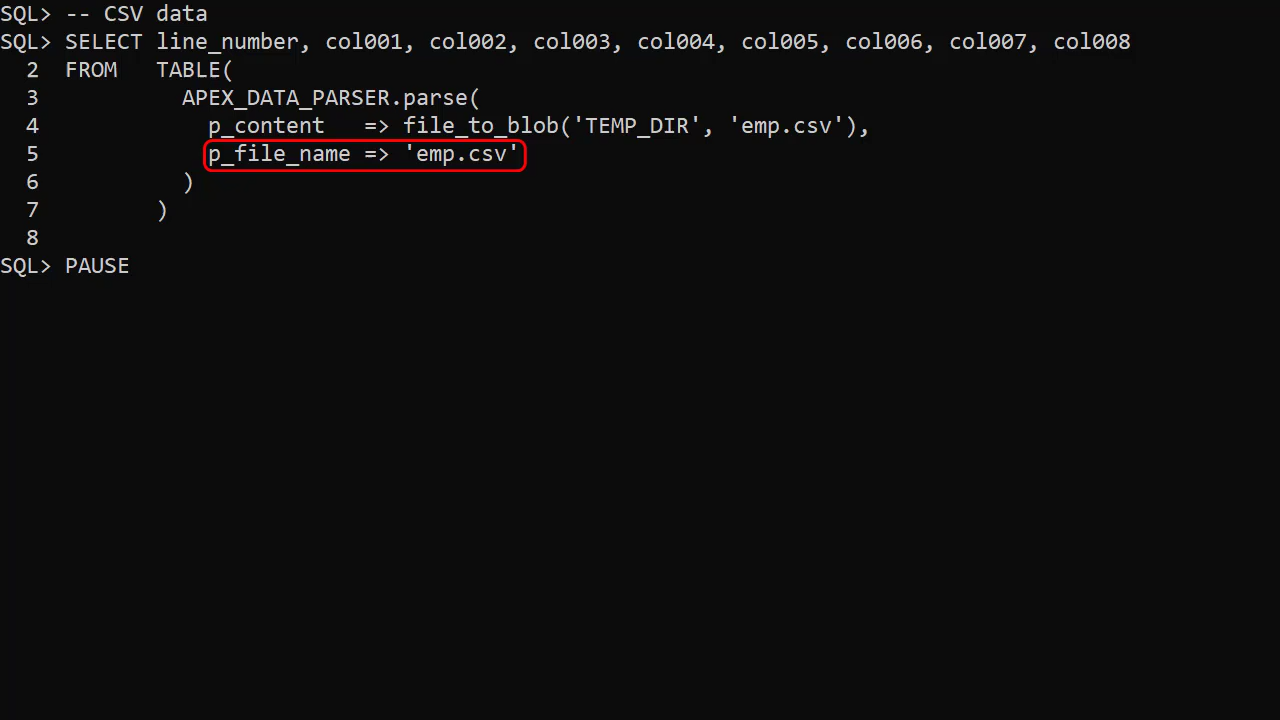 SQL> -- CSV data
SQL> SELECT line_number, col001, col002, col003, col004, col005, col006, col007, col008
  2  FROM   TABLE(
  3           APEX_DATA_PARSER.parse(
  4             p_content   => file_to_blob('TEMP_DIR', 'emp.csv'),
  5             p_file_name => 'emp.csv'
  6           )
  7         )
  8
SQL> PAUSE